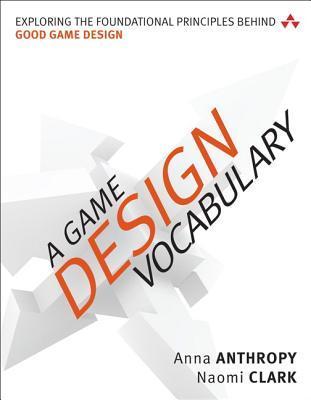 EXPLORING THE FOUNDATIONAL PRINCIPLES BEHIND
GOOD GAME DESIGN
A GAME
DESIGN
VOCABULARY
Anna ANTHROPY
Naomi CLARK